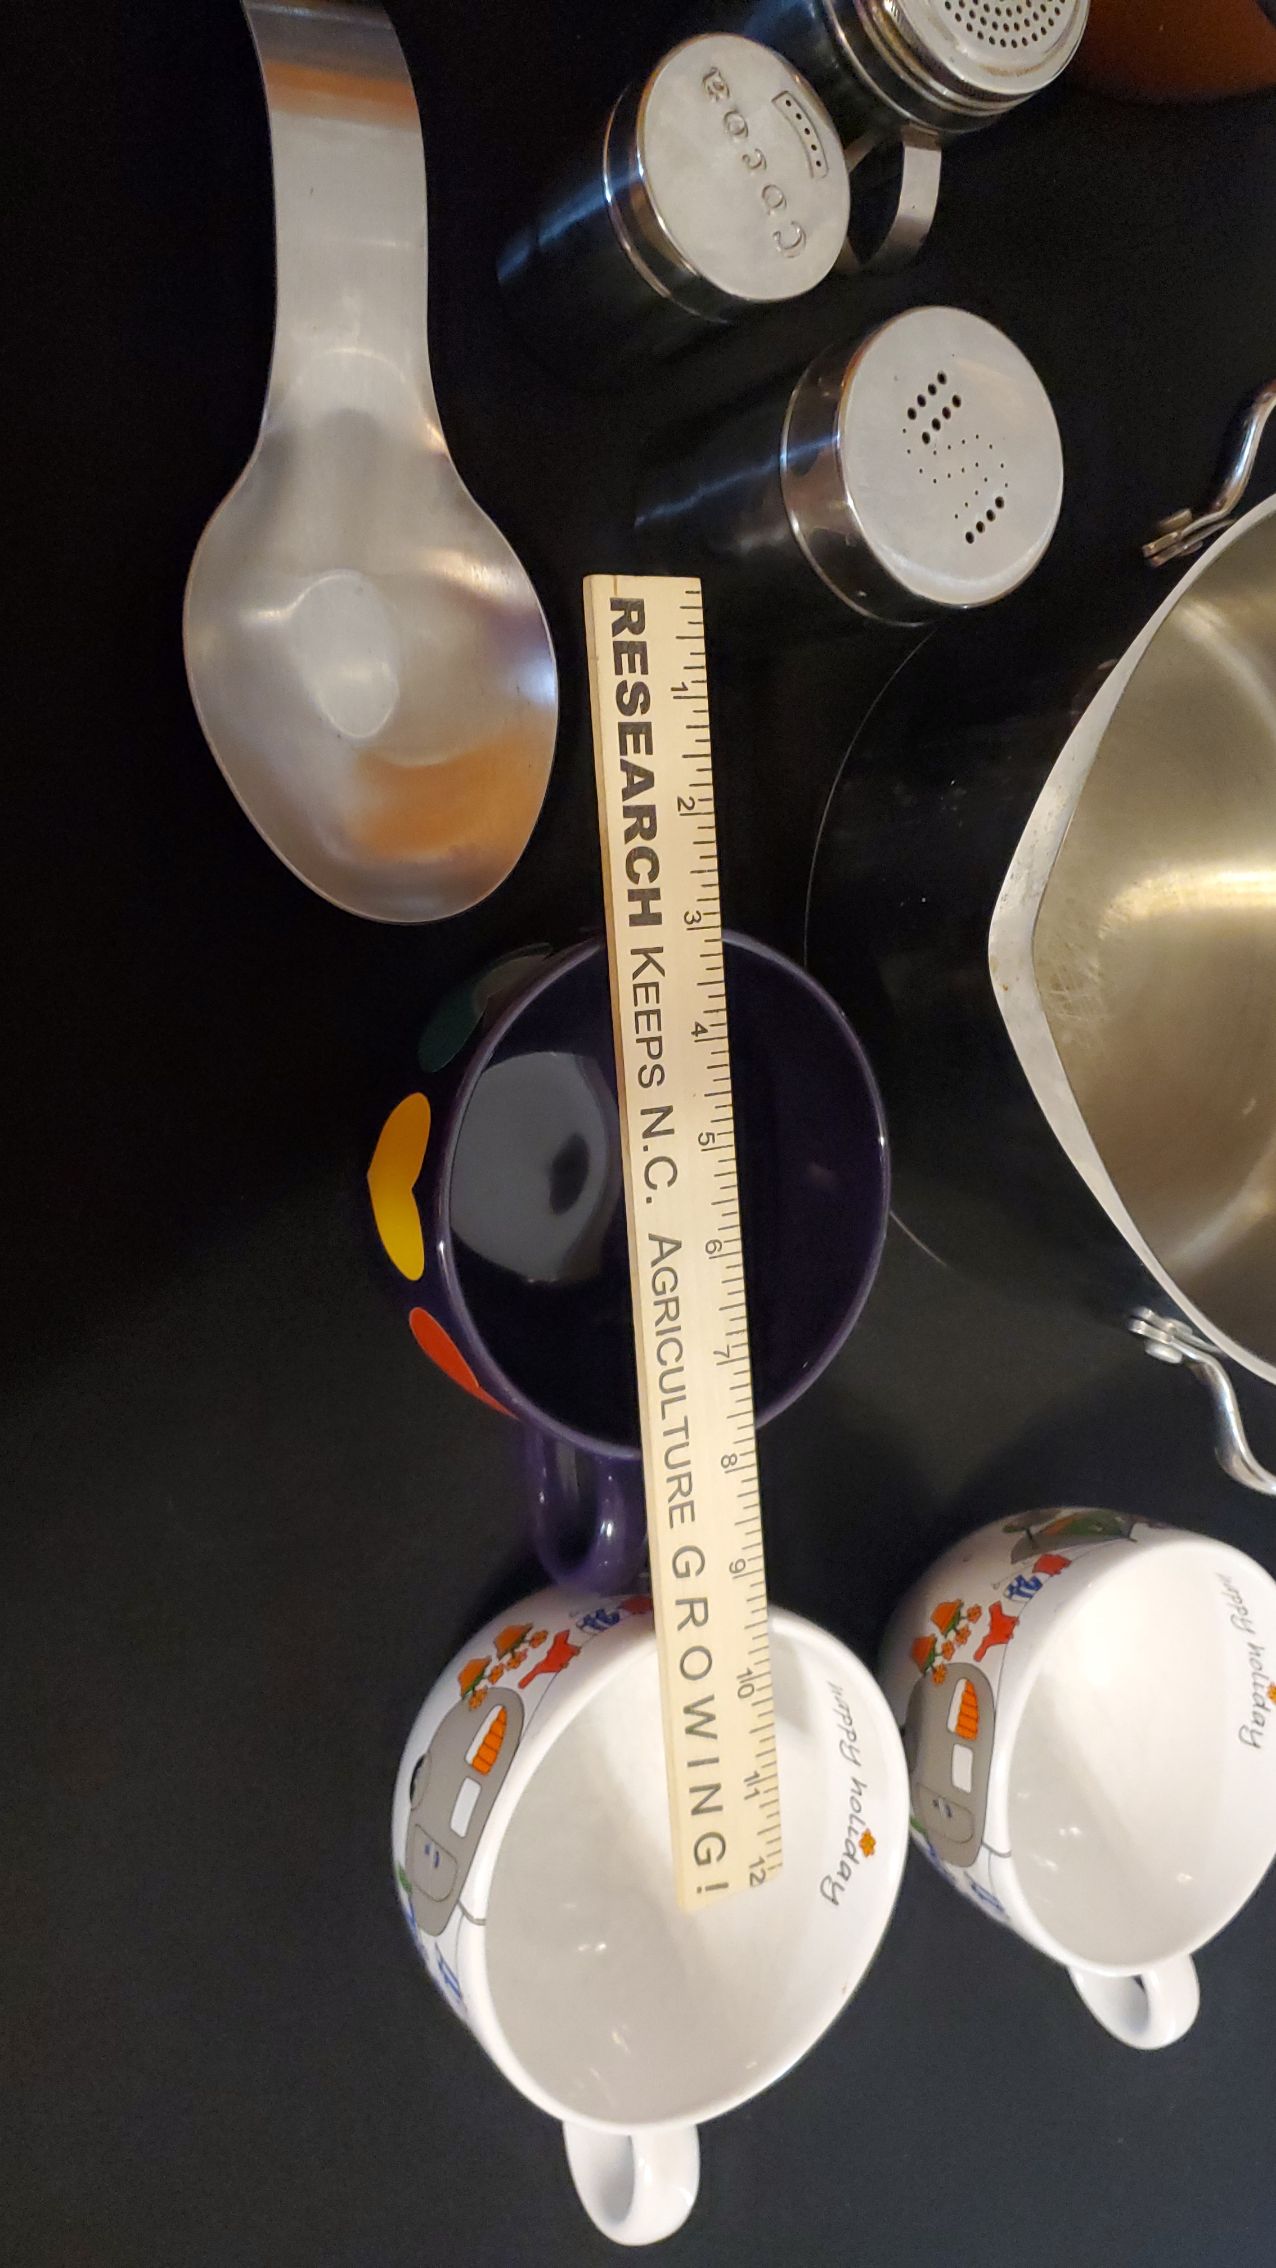 Cocoa
RESEARCH KEEPS N.C. AGRICULTURE GROWING!
1 2 3 4 5 6 7 8 9 10 11 12
happy holiday
happy holiday